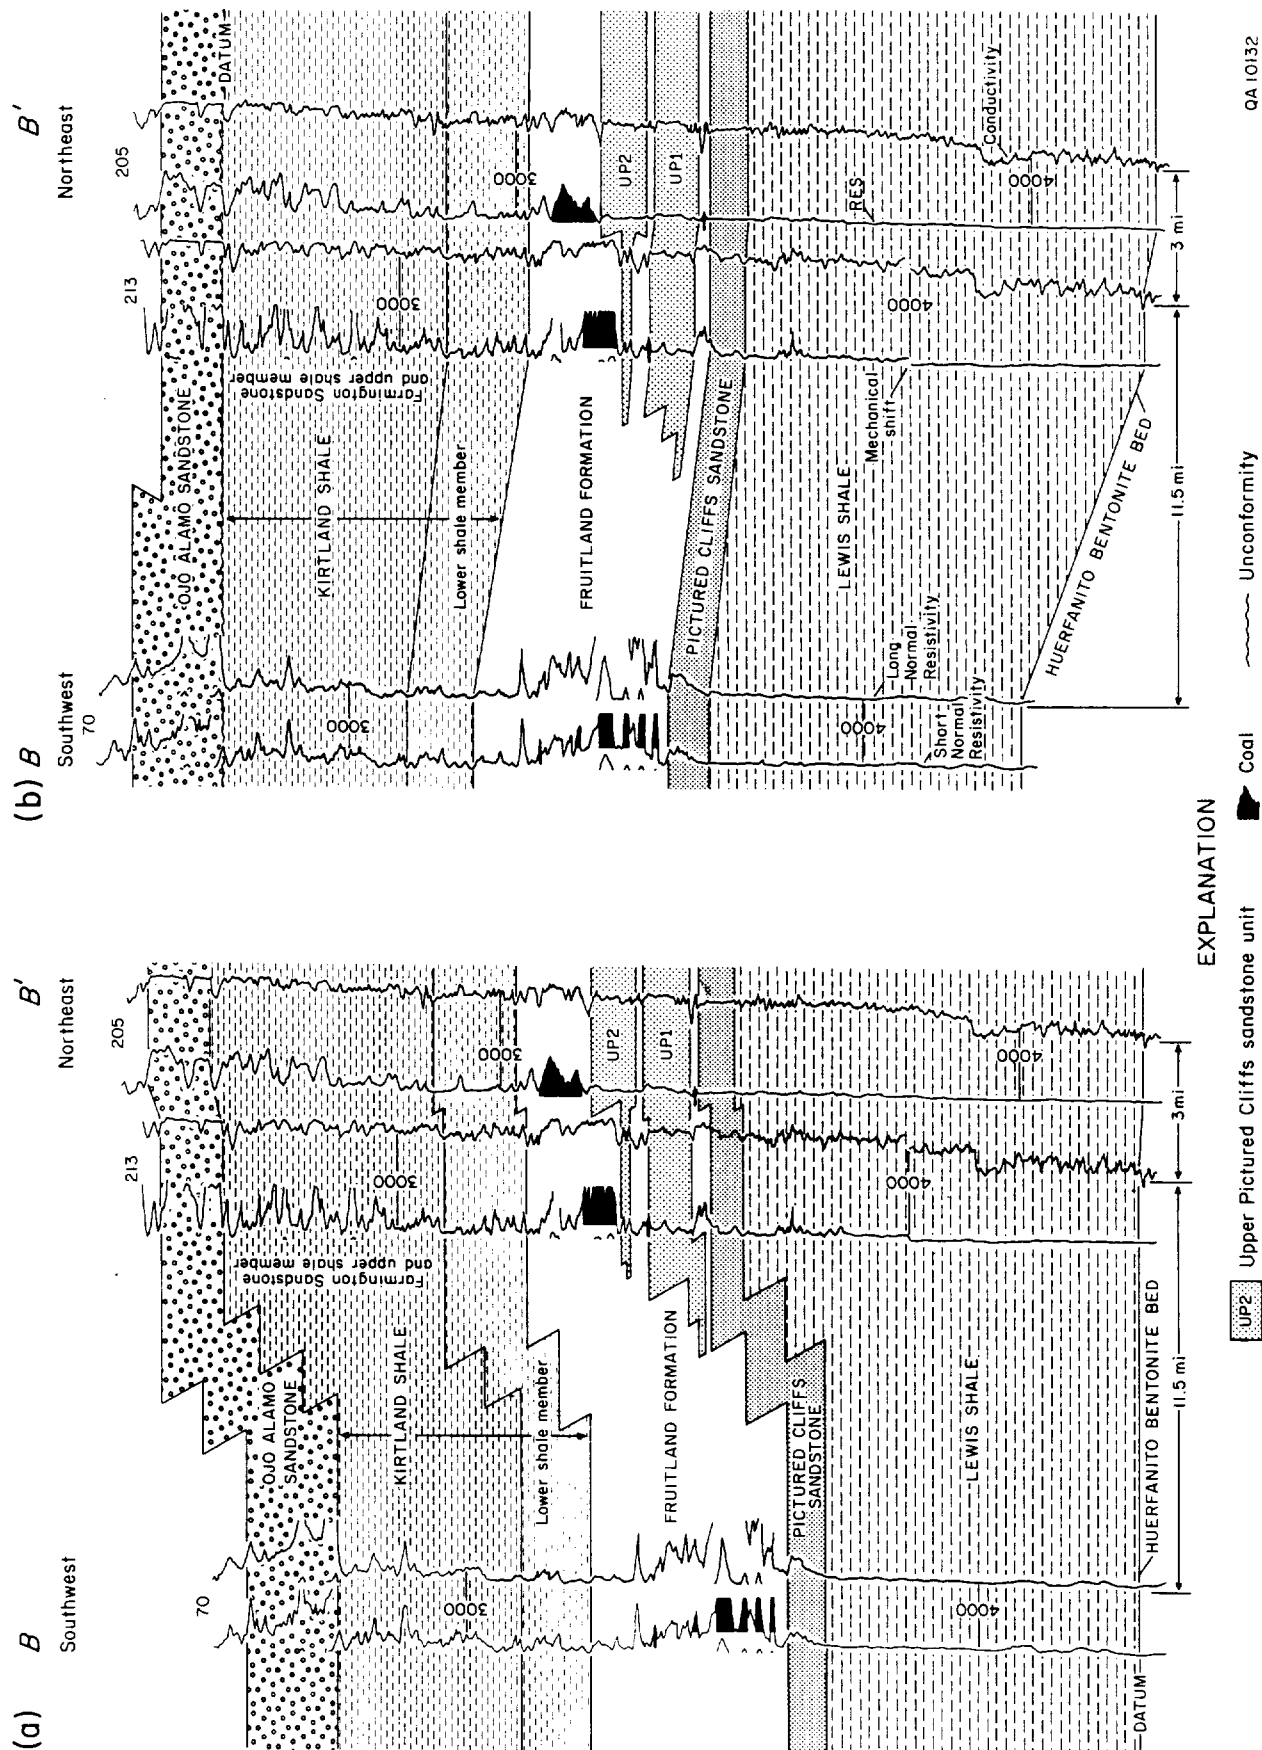 (a)
B
Southwest
B'
Northeast
70
213
205
OJO ALAMO
SANDSTONE
Farmington Sandstone
and upper shale member
KIRTLAND SHALE
Lower shale member
3000
3000
3000
FRUITLAND FORMATION
UP2
UP1
PICTURED CLIFFS
SANDSTONE
LEWIS SHALE
4000
4000
4000
DATUM
HUERFANITO BENTONITE BED
11.5 mi
3 mi
(b)
B
Southwest
B'
Northeast
70
213
205
OJO ALAMO SANDSTONE
DATUM
Farmington Sandstone
and upper shale member
KIRTLAND SHALE
Lower shale member
3000
3000
3000
FRUITLAND FORMATION
UP2
UP1
PICTURED CLIFFS SANDSTONE
LEWIS SHALE
Short
Normal
Resistivity
Long
Normal
Resistivity
Mechanical
shift
RES
Conductivity
4000
4000
4000
HUERFANITO BENTONITE BED
11.5 mi
3 mi
EXPLANATION
UP2 Upper Pictured Cliffs sandstone unit
Coal
Unconformity
QA10132